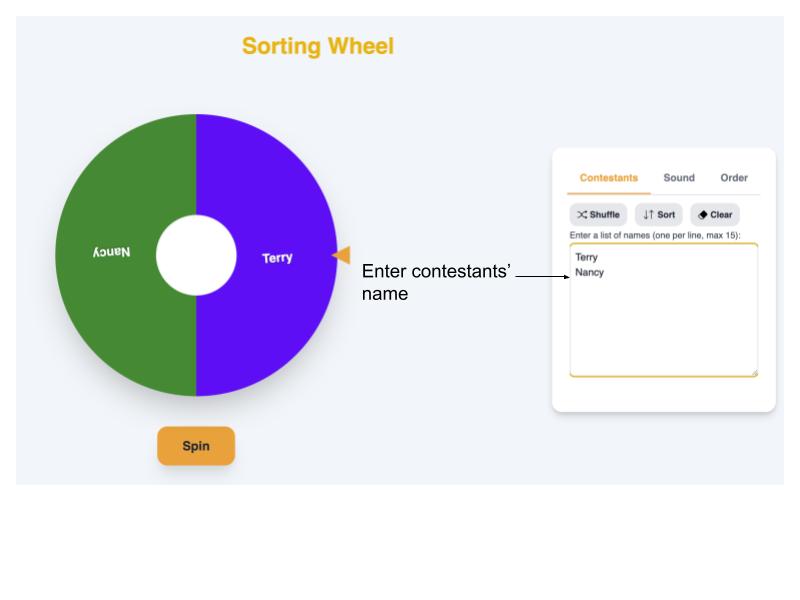 Sorting Wheel
Nancy
Terry
Enter contestants’
name
Spin
Contestants Sound Order
Shuffle Sort Clear
Enter a list of names (one per line, max 15):
Terry
Nancy